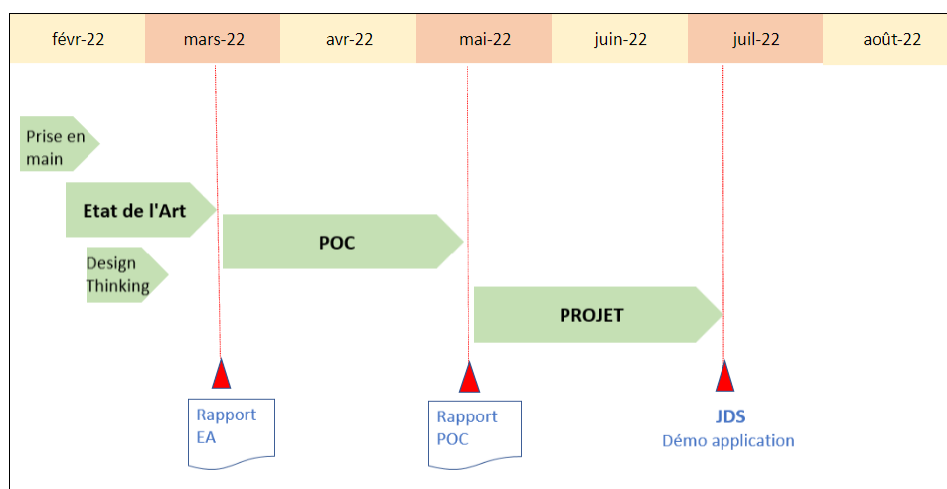 févr-22
mars-22
avr-22
mai-22
juin-22
juil-22
août-22
Prise en
main
Etat de l'Art
POC
Design
Thinking
PROJET
Rapport
EA
Rapport
POC
JDS
Démo application